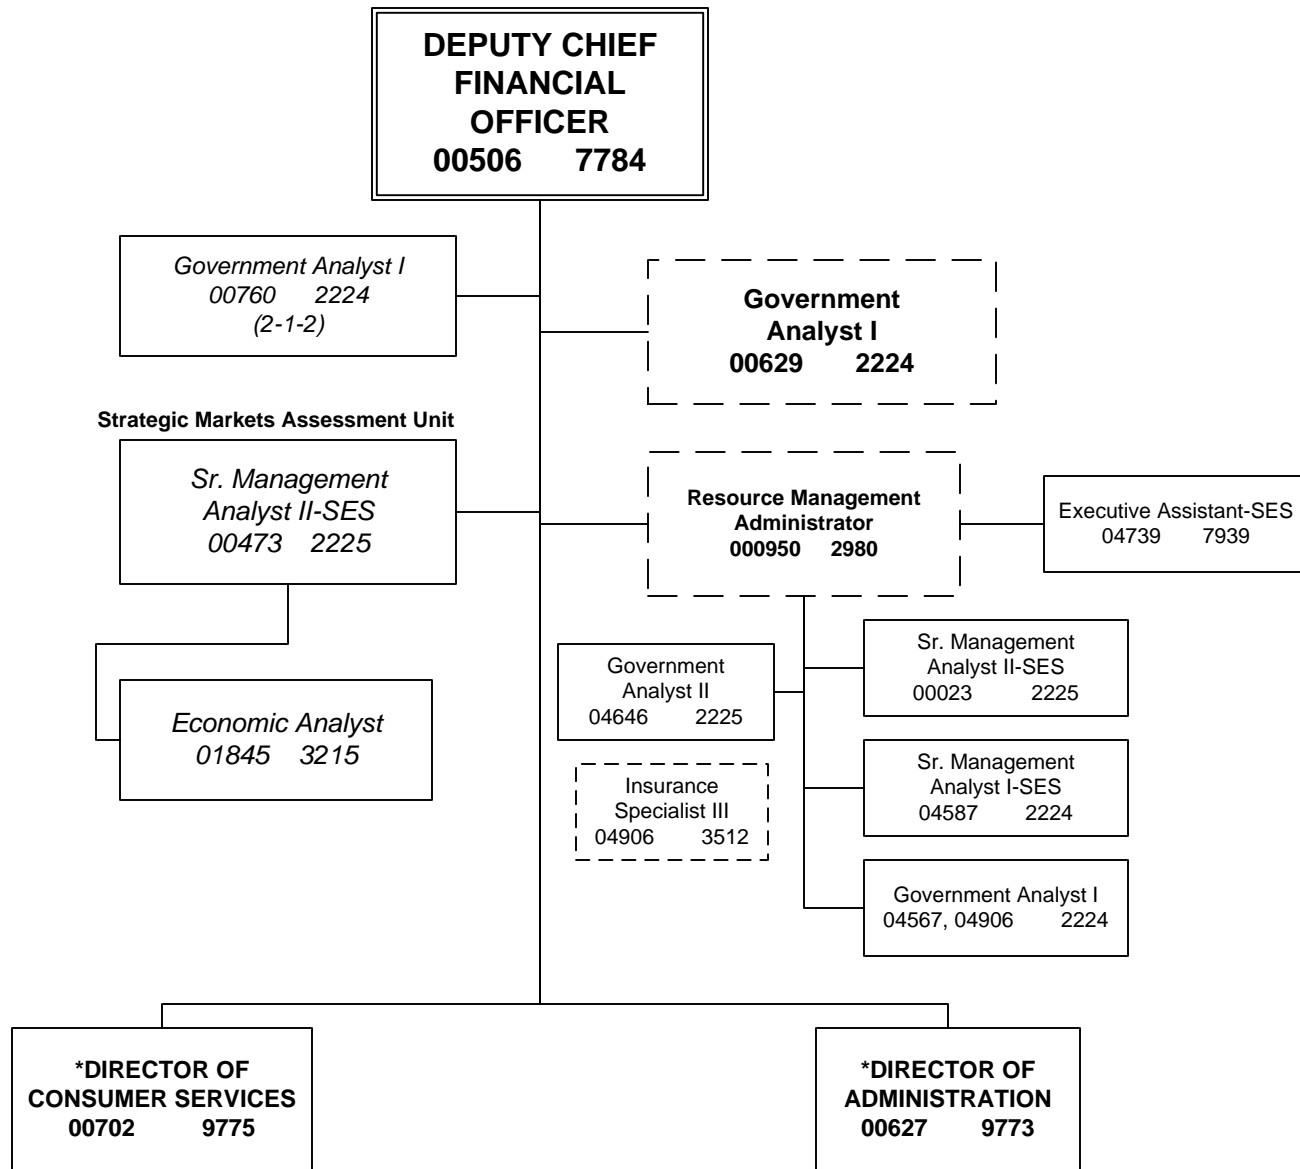 DEPUTY CHIEF
FINANCIAL
OFFICER
00506 7784
Government Analyst I
00760 2224
(2-1-2)
Government
Analyst I
00629 2224
Strategic Markets Assessment Unit
Sr. Management
Analyst II-SES
00473 2225
Resource Management
Administrator
000950 2980
Executive Assistant-SES
04739 7939
Economic Analyst
01845 3215
Government
Analyst II
04646 2225
Sr. Management
Analyst II-SES
00023 2225
Insurance
Specialist III
04906 3512
Sr. Management
Analyst I-SES
04587 2224
Government Analyst I
04567, 04906 2224
*DIRECTOR OF
CONSUMER SERVICES
00702 9775
*DIRECTOR OF
ADMINISTRATION
00627 9773